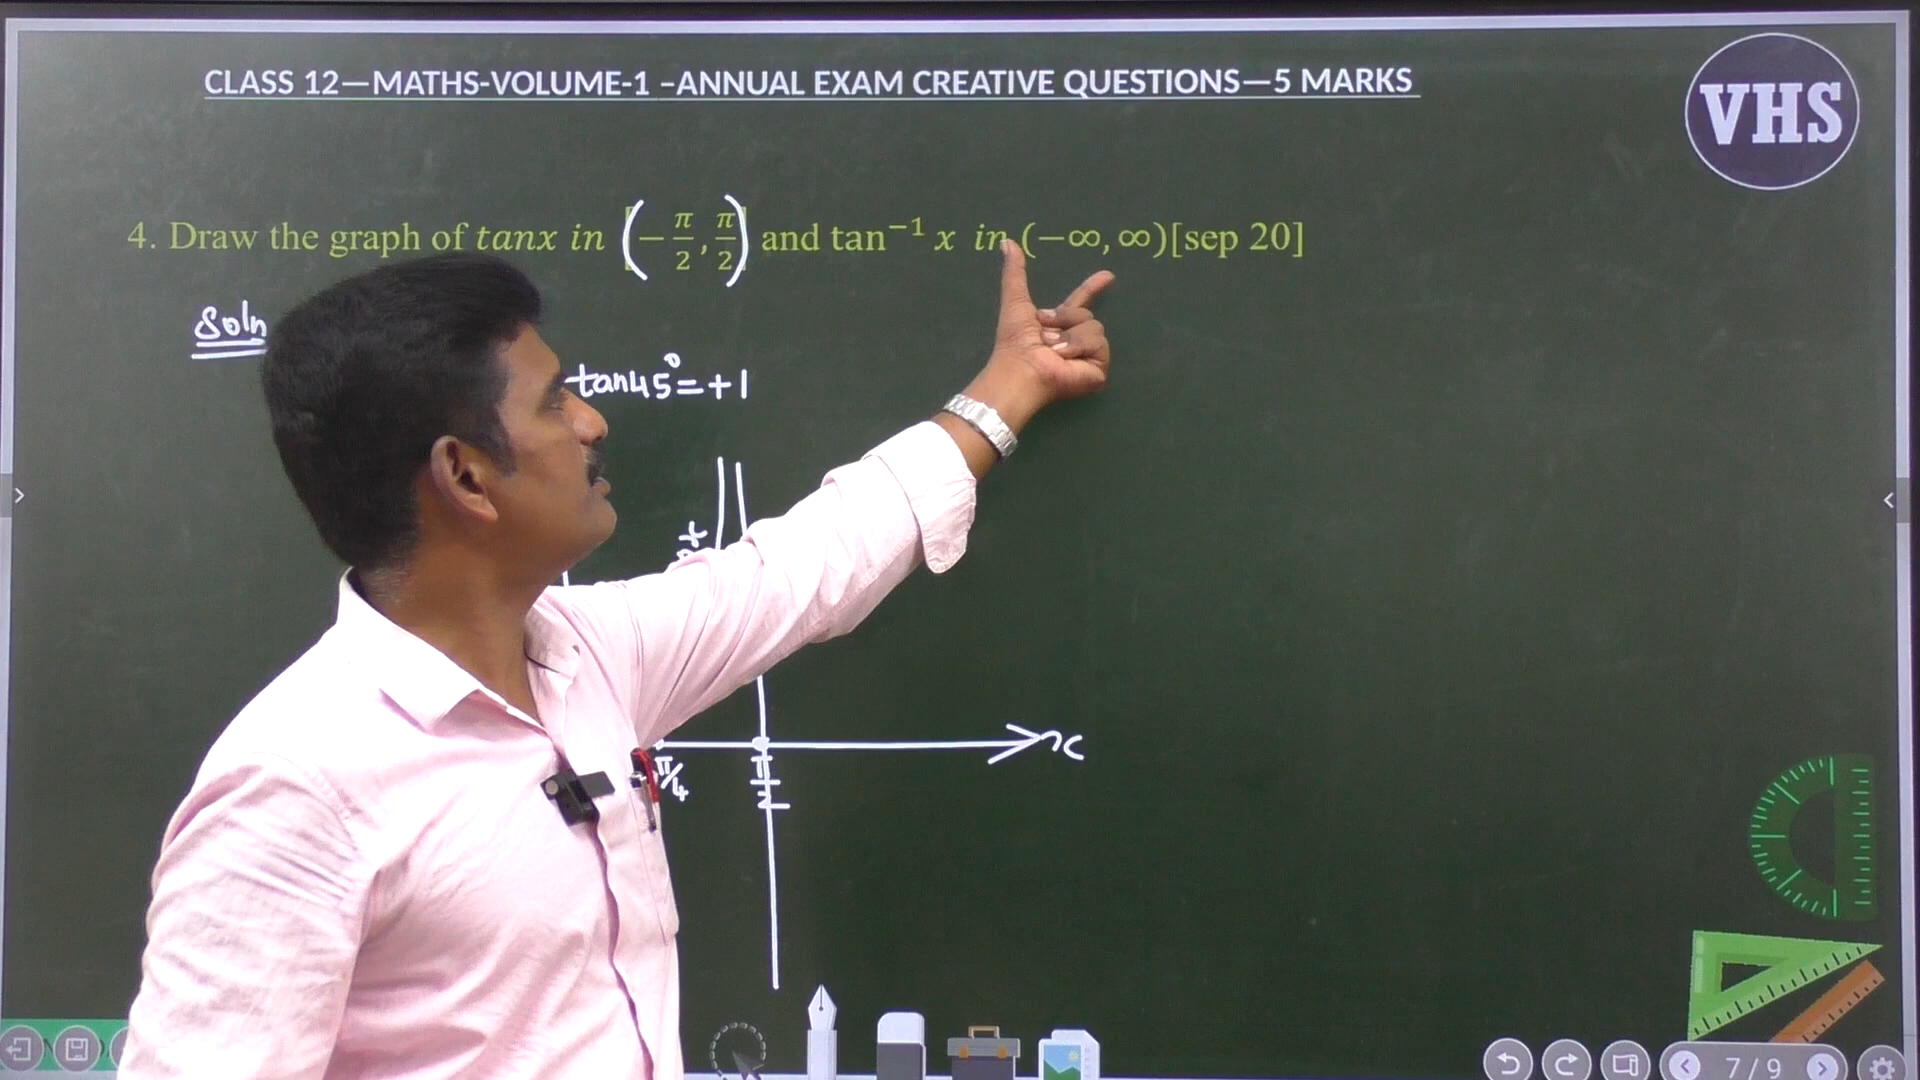 CLASS 12—MATHS-VOLUME-1 –ANNUAL EXAM CREATIVE QUESTIONS—5 MARKS
VHS
4. Draw the graph of tanx in (−π/2, π/2) and tan⁻¹ x in (−∞, ∞)[sep 20]
Soln
tan45°=+1
x
π/4
π/2
7/9